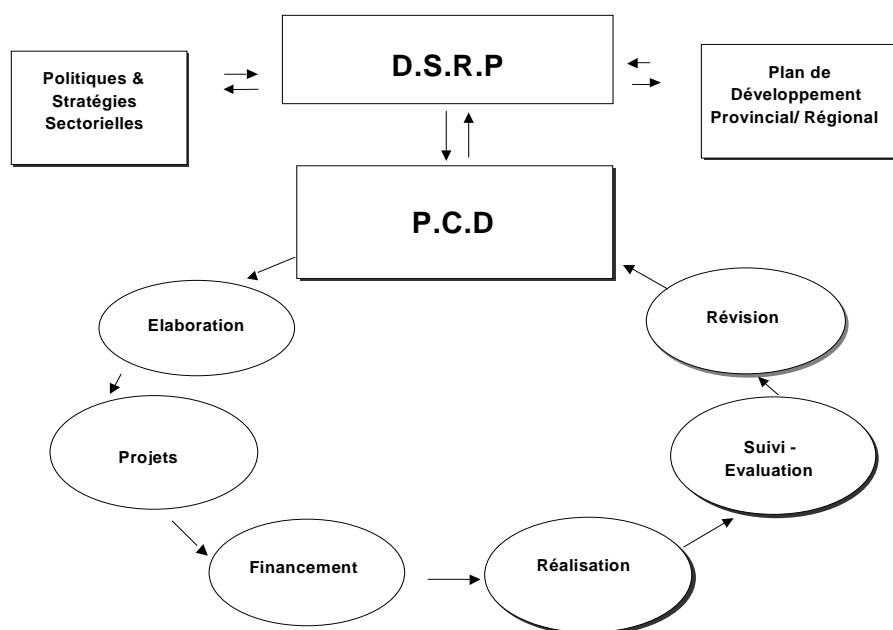 D.S.R.P
Politiques &
Stratégies
Sectorielles
Plan de
Développement
Provincial/ Régional
P.C.D
Elaboration
Révision
Projets
Suivi -
Evaluation
Financement
Réalisation